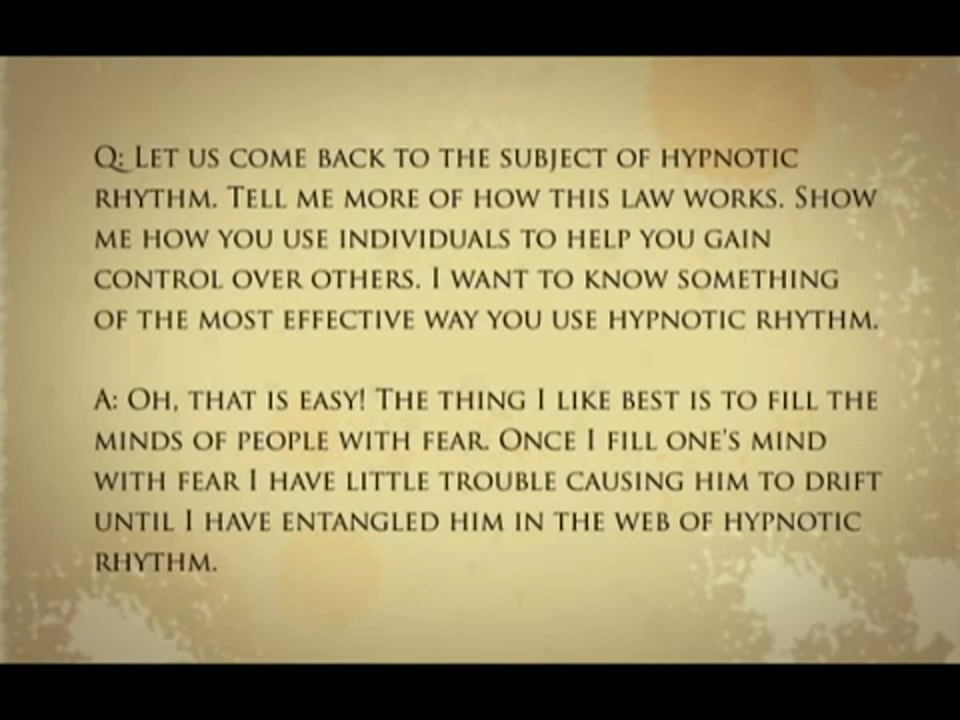 Q: Let us come back to the subject of hypnotic
rhythm. Tell me more of how this law works. Show
me how you use individuals to help you gain
control over others. I want to know something
of the most effective way you use hypnotic rhythm.
A: Oh, that is easy! The thing I like best is to fill the
minds of people with fear. Once I fill one's mind
with fear I have little trouble causing him to drift
until I have entangled him in the web of hypnotic
rhythm.